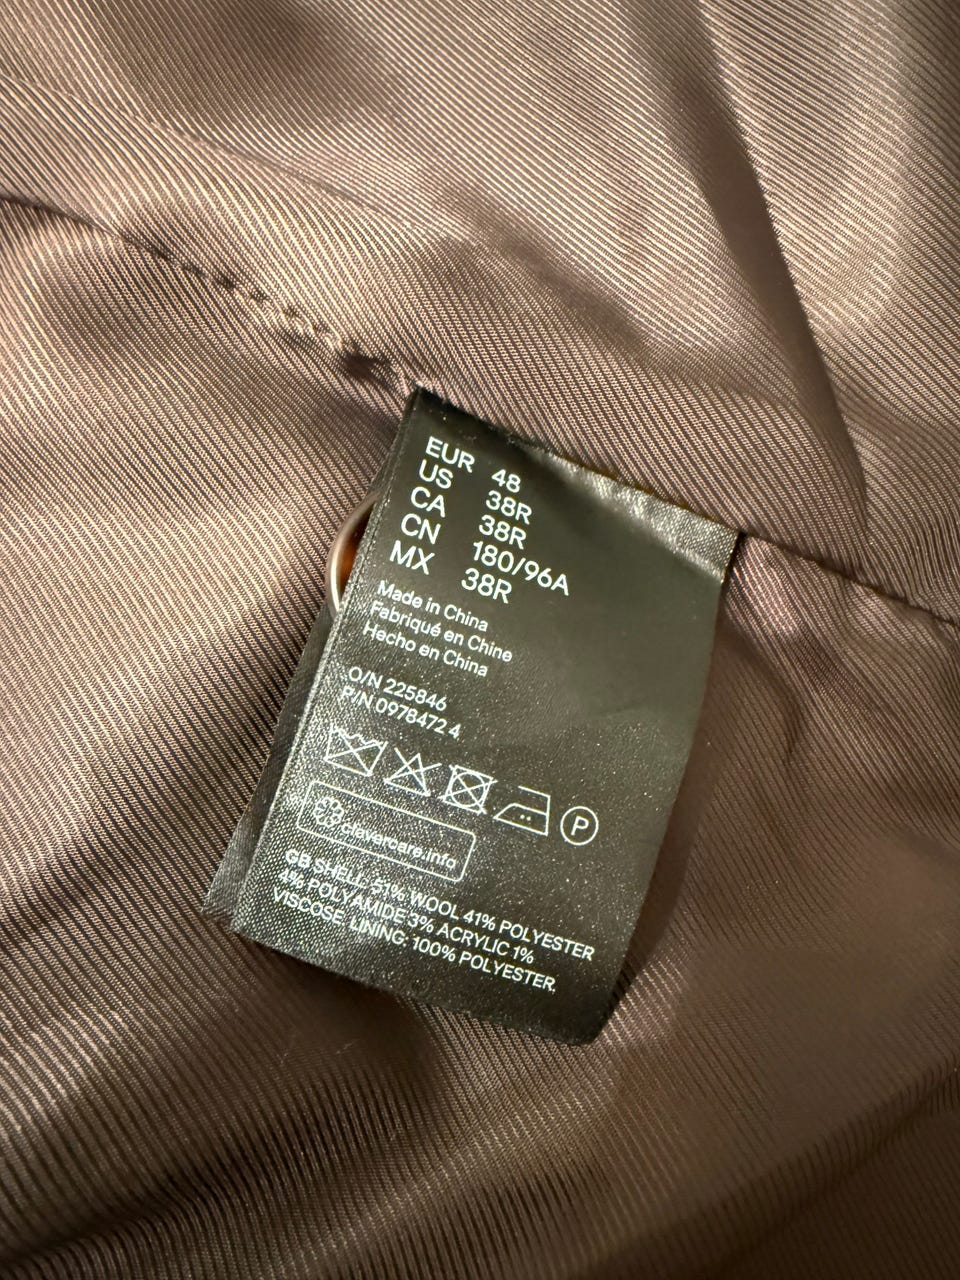 EUR 48
US 38R
CA 38R
CN 180/96A
MX 38R
Made in China
Fabriqué en Chine
Hecho en China
O/N 225846
P/N 0978472 4
P
clevercare.info
GB SHELL: 51% WOOL 41% POLYESTER
4% POLYAMIDE 3% ACRYLIC 1%
VISCOSE. LINING: 100% POLYESTER.